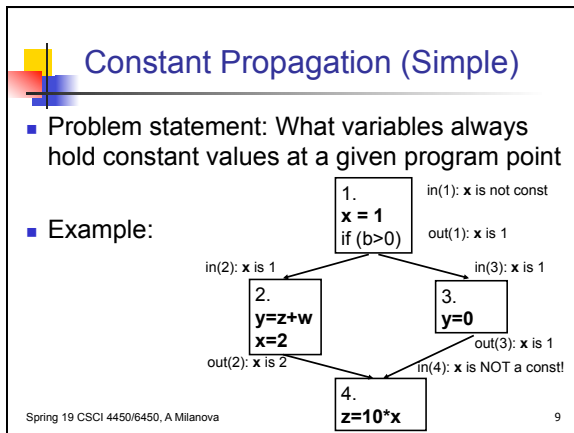 Constant Propagation (Simple)
Problem statement: What variables always
hold constant values at a given program point
Example:
1.
x = 1
if (b>0)
in(1): x is not const
out(1): x is 1
in(2): x is 1
in(3): x is 1
2.
y=z+w
x=2
3.
y=0
out(2): x is 2
out(3): x is 1
in(4): x is NOT a const!
4.
z=10*x
Spring 19 CSCI 4450/6450, A Milanova
9